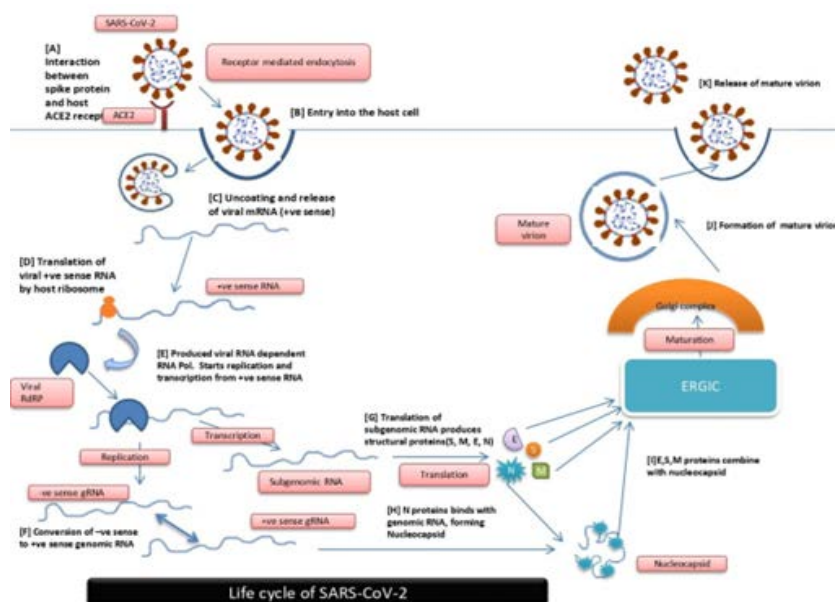 SARS-CoV-2
[A]
Interaction
between
spike protein
and host
ACE2 recep
ACE2
Receptor mediated endocytosis
[B] Entry into the host cell
[K] Release of mature virion
[C] Uncoating and release
of viral mRNA (+ve sense)
Mature
virion
[J] Formation of mature virion
[D] Translation of
viral +ve sense RNA
by host ribosome
+ve sense RNA
Golgi complex
Maturation
[E] Produced viral RNA dependent
RNA Pol. Starts replication and
transcription from +ve sense RNA
ERGIC
Viral
RdRP
[G] Translation of
subgenomic RNA produces
structural proteins(S, M, E, N)
Transcription
E
S
N
M
Replication
Subgenomic RNA
Translation
[I]E,S,M proteins combine
with nucleocapsid
-ve sense gRNA
+ve sense gRNA
[H] N proteins binds with
genomic RNA, forming
Nucleocapsid
[F] Conversion of –ve sense
to +ve sense genomic RNA
Nucleocapsid
Life cycle of SARS-CoV-2